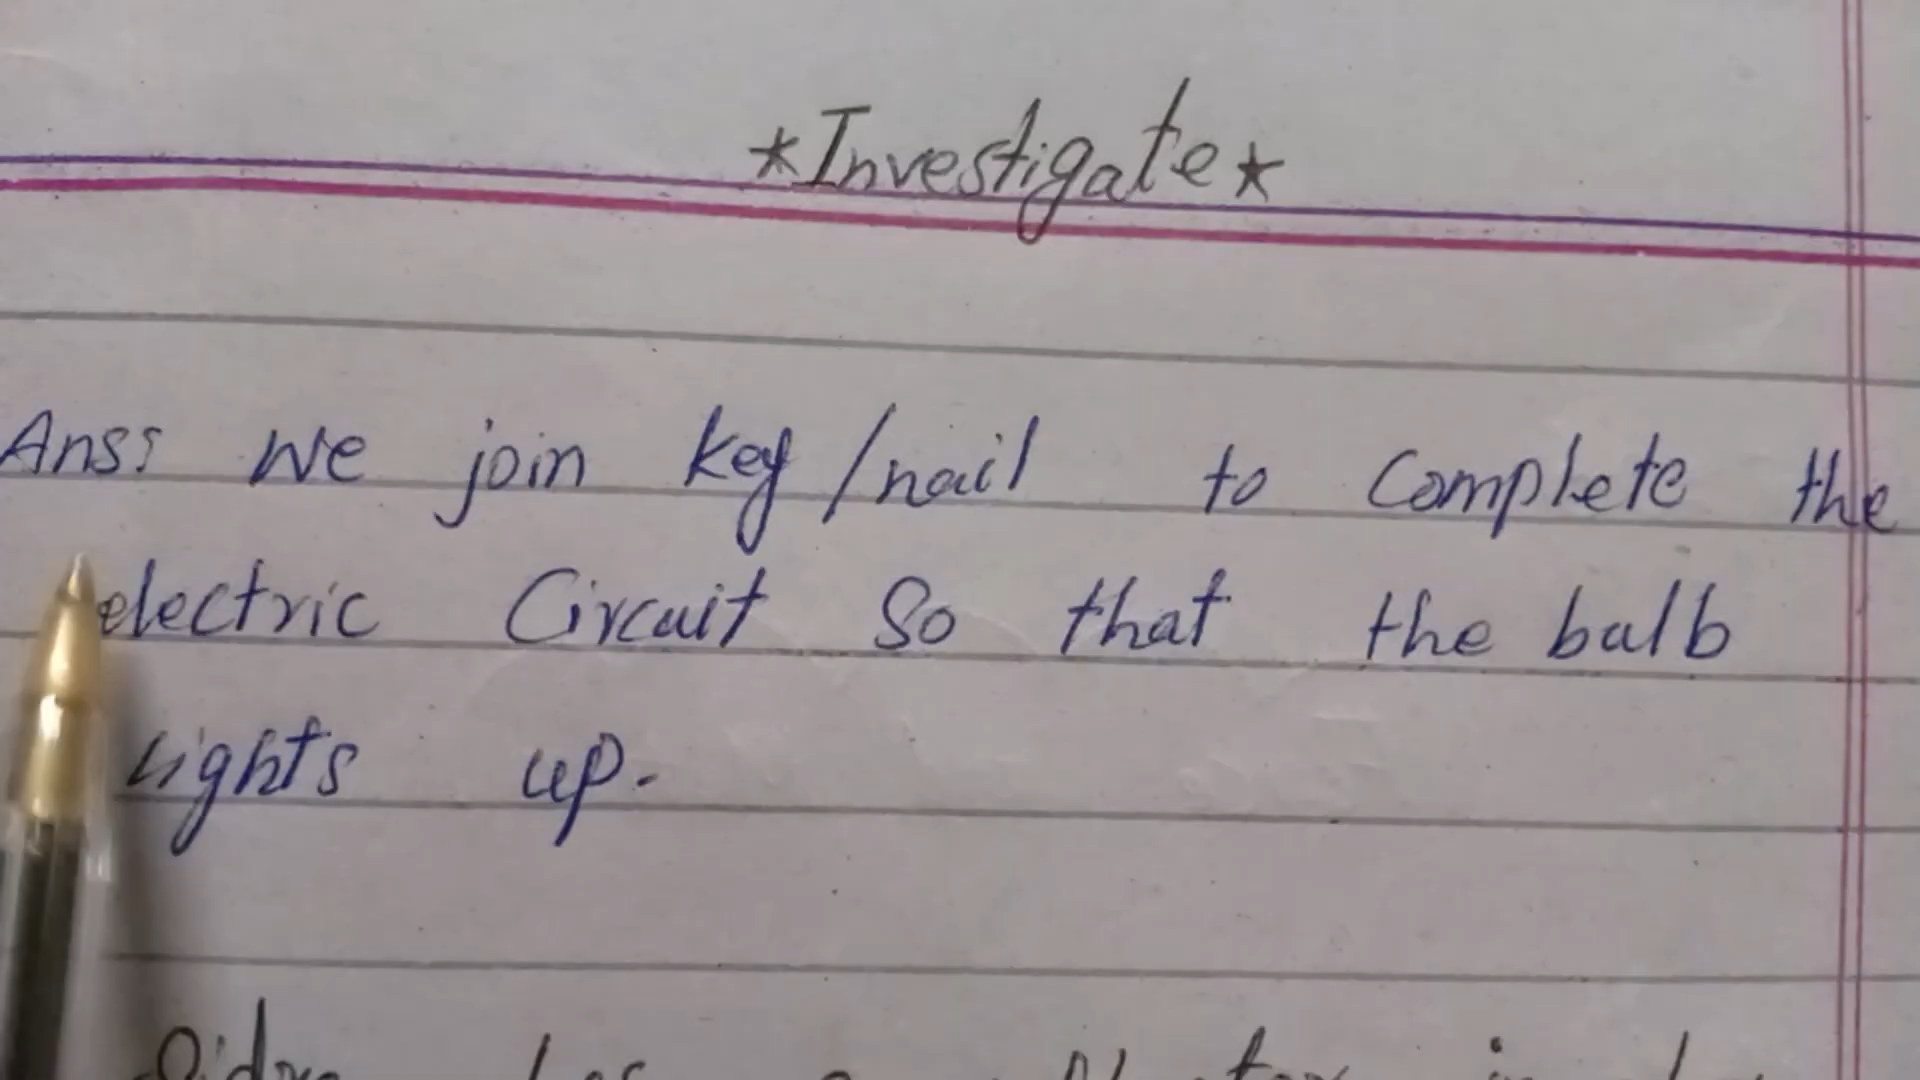 *Investigate*
Ans: We join key/nail to Complete the
electric Circuit So that the bulb
Lights up.